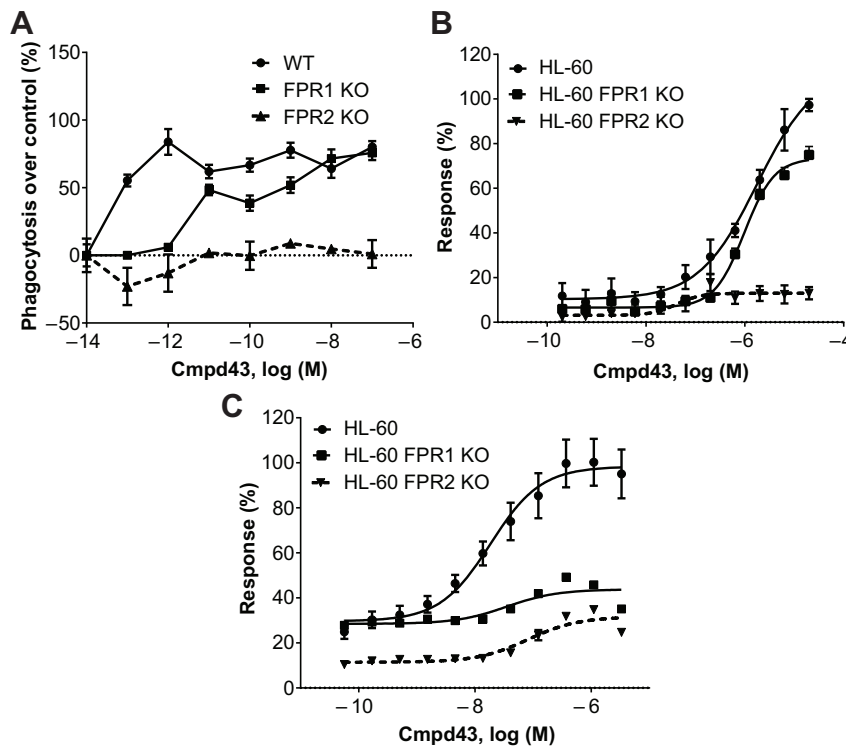 A
Phagocytosis over control (%)
150
100
50
0
–50
–14
–12
–10
–8
–6
Cmpd43, log (M)
WT
FPR1 KO
FPR2 KO
B
Response (%)
120
100
80
60
40
20
0
–10
–8
–6
–4
Cmpd43, log (M)
HL-60
HL-60 FPR1 KO
HL-60 FPR2 KO
C
Response (%)
120
100
80
60
40
20
0
–10
–8
–6
Cmpd43, log (M)
HL-60
HL-60 FPR1 KO
HL-60 FPR2 KO